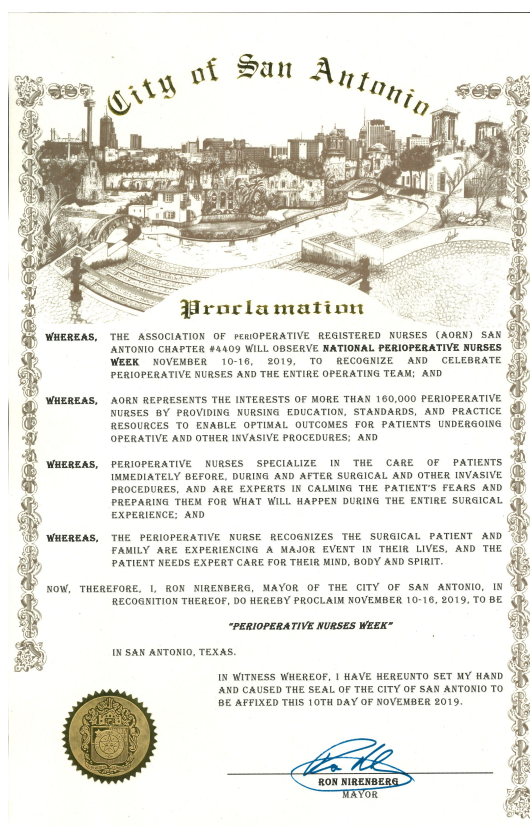 City of San Antonio
Proclamation
WHEREAS, THE ASSOCIATION OF PERIOPERATIVE REGISTERED NURSES (AORN) SAN
ANTONIO CHAPTER #4409 WILL OBSERVE NATIONAL PERIOPERATIVE NURSES
WEEK NOVEMBER 10-16, 2019, TO RECOGNIZE AND CELEBRATE
PERIOPERATIVE NURSES AND THE ENTIRE OPERATING TEAM; AND
WHEREAS, AORN REPRESENTS THE INTERESTS OF MORE THAN 160,000 PERIOPERATIVE
NURSES BY PROVIDING NURSING EDUCATION, STANDARDS, AND PRACTICE
RESOURCES TO ENABLE OPTIMAL OUTCOMES FOR PATIENTS UNDERGOING
OPERATIVE AND OTHER INVASIVE PROCEDURES; AND
WHEREAS, PERIOPERATIVE NURSES SPECIALIZE IN THE CARE OF PATIENTS
IMMEDIATELY BEFORE, DURING AND AFTER SURGICAL AND OTHER INVASIVE
PROCEDURES, AND ARE EXPERTS IN CALMING THE PATIENT'S FEARS AND
PREPARING THEM FOR WHAT WILL HAPPEN DURING THE ENTIRE SURGICAL
EXPERIENCE; AND
WHEREAS, THE PERIOPERATIVE NURSE RECOGNIZES THE SURGICAL PATIENT AND
FAMILY ARE EXPERIENCING A MAJOR EVENT IN THEIR LIVES, AND THE
PATIENT NEEDS EXPERT CARE FOR THEIR MIND, BODY AND SPIRIT.
NOW, THEREFORE, I, RON NIRENBERG, MAYOR OF THE CITY OF SAN ANTONIO, IN
RECOGNITION THEREOF, DO HEREBY PROCLAIM NOVEMBER 10-16, 2019, TO BE
"PERIOPERATIVE NURSES WEEK"
IN SAN ANTONIO, TEXAS.
IN WITNESS WHEREOF, I HAVE HEREUNTO SET MY HAND
AND CAUSED THE SEAL OF THE CITY OF SAN ANTONIO TO
BE AFFIXED THIS 10TH DAY OF NOVEMBER 2019.
RON NIRENBERG
MAYOR